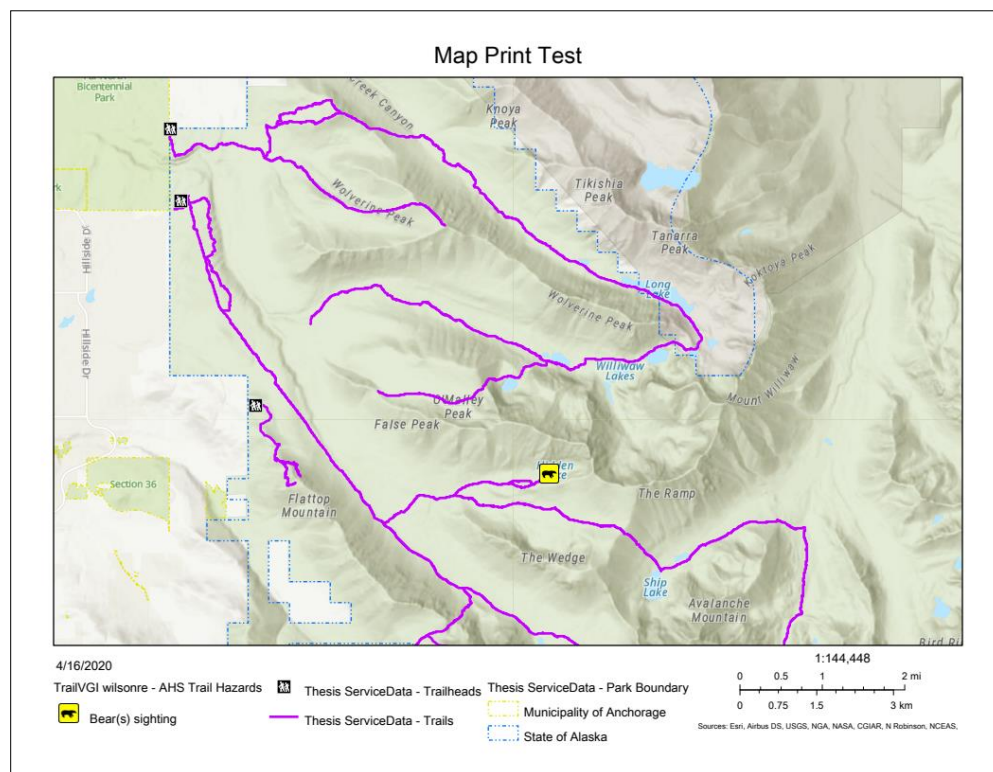 Map Print Test
Bicentennial
Park
Creek Canyon
Knoya
Peak
Tikishia
Peak
Wolverine Peak
Tanarra
Peak
Koktoya Peak
Hillside Dr
Long
Lake
Wolverine Peak
Hillside Dr
Williwaw
Lakes
Mount Williwaw
O'Malley
Peak
False Peak
Section 36
Flattop
Mountain
The Ramp
The Wedge
Ship
Lake
Avalanche
Mountain
4/16/2020
1:144,448
TrailVGI wilsonre - AHS Trail Hazards
Bear(s) sighting
Thesis ServiceData - Trailheads
Thesis ServiceData - Trails
Thesis ServiceData - Park Boundary
Municipality of Anchorage
State of Alaska
0 0.5 1 2 mi
0 0.75 1.5 3 km
Sources: Esri, Airbus DS, USGS, NGA, NASA, CGIAR, N Robinson, NCEAS,